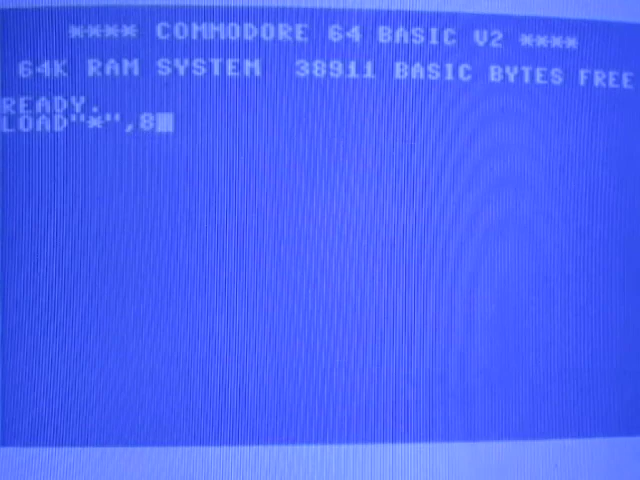 **** COMMODORE 64 BASIC V2 ****
64K RAM SYSTEM 38911 BASIC BYTES FREE
READY.
LOAD"*",8